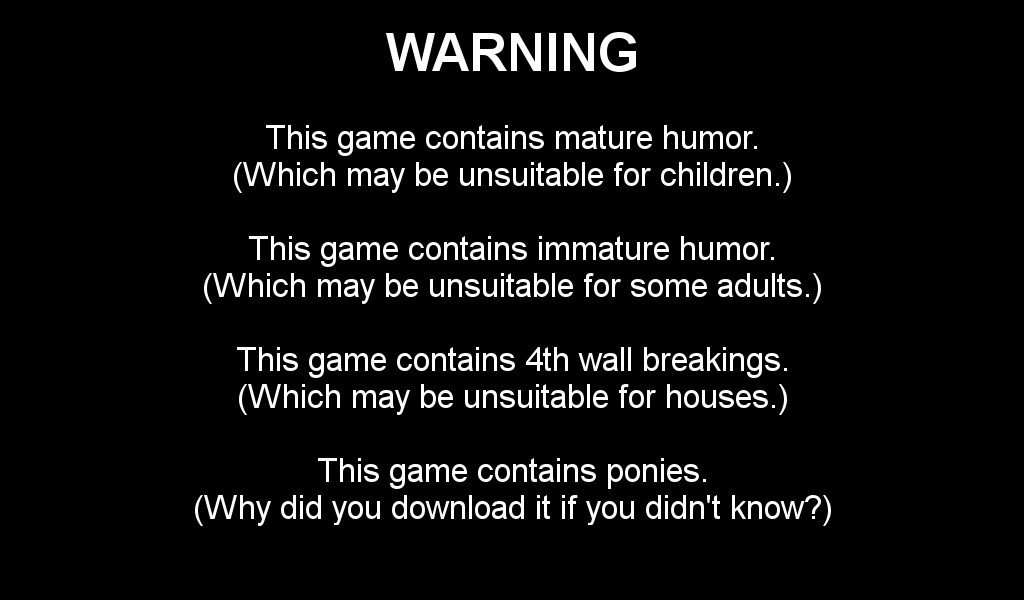 WARNING
This game contains mature humor.
(Which may be unsuitable for children.)
This game contains immature humor.
(Which may be unsuitable for some adults.)
This game contains 4th wall breakings.
(Which may be unsuitable for houses.)
This game contains ponies.
(Why did you download it if you didn't know?)